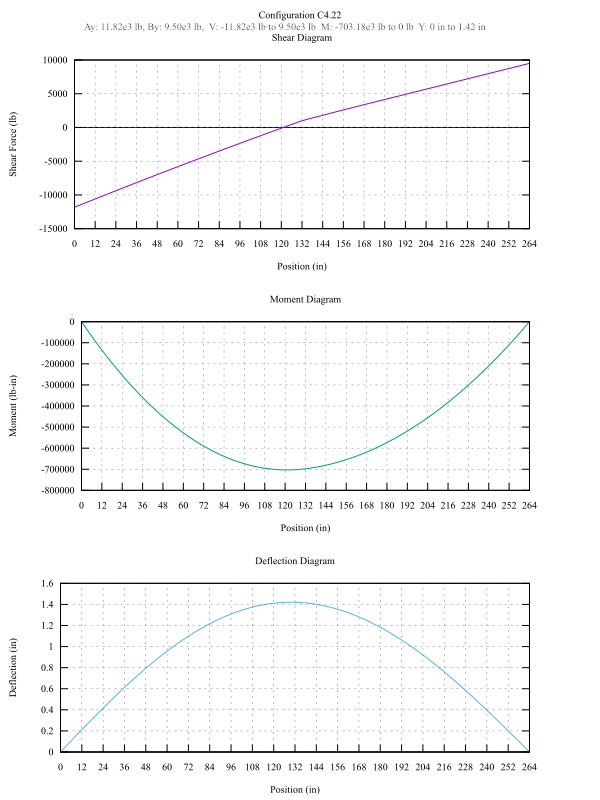 Configuration C4.22
Ay: 11.82e3 lb, By: 9.50e3 lb, V: -11.82e3 lb to 9.50e3 lb M: -703.18e3 lb to 0 lb Y: 0 in to 1.42 in
Shear Diagram
10000
5000
0
-5000
-10000
-15000
Shear Force (lb)
0 12 24 36 48 60 72 84 96 108 120 132 144 156 168 180 192 204 216 228 240 252 264
Position (in)
Moment Diagram
0
-100000
-200000
-300000
-400000
-500000
-600000
-700000
-800000
Moment (lb-in)
0 12 24 36 48 60 72 84 96 108 120 132 144 156 168 180 192 204 216 228 240 252 264
Position (in)
Deflection Diagram
1.6
1.4
1.2
1
0.8
0.6
0.4
0.2
0
Deflection (in)
0 12 24 36 48 60 72 84 96 108 120 132 144 156 168 180 192 204 216 228 240 252 264
Position (in)